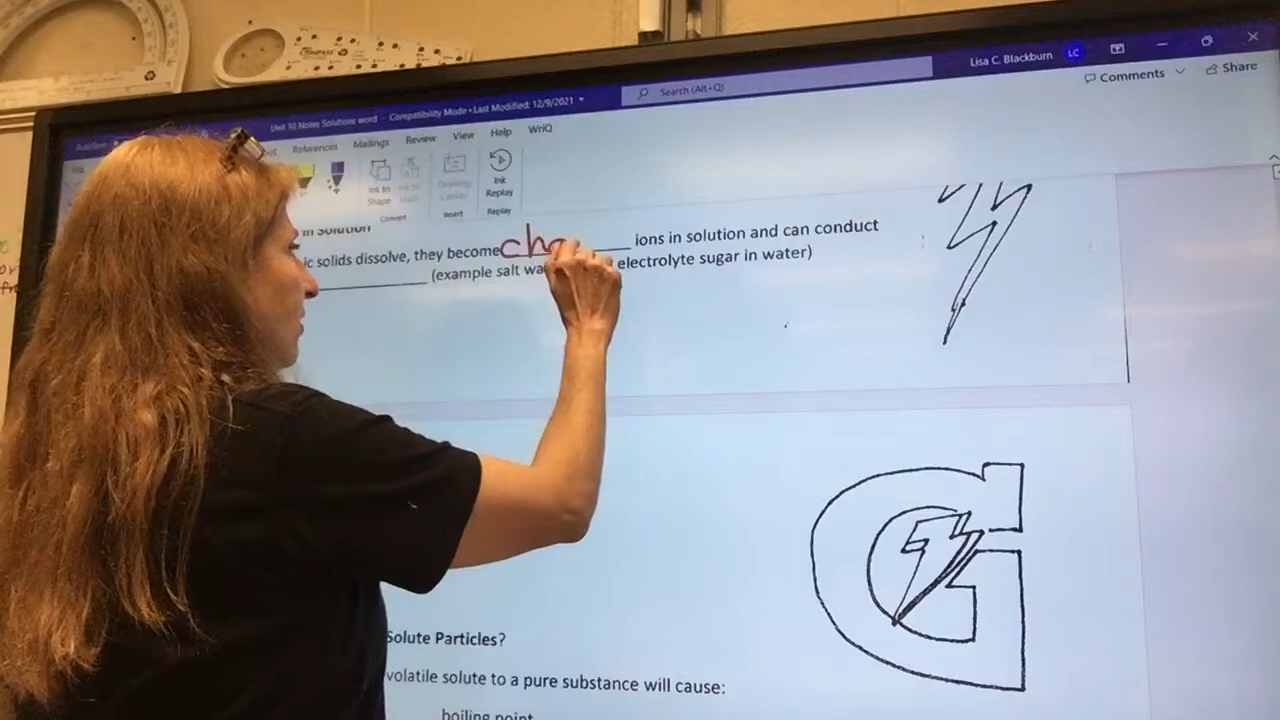 Unit 10 Notes Solutions word - Compatibility Mode • Last Modified: 12/9/2021
Search (Alt+Q)
Lisa C. Blackburn LC
References Mailings Review View Help WriQ
Comments Share
Ink to Shape
Ink Replay
Convert Insert Replay
in Solution
ic solids dissolve, they become cha ions in solution and can conduct
(example salt wa electrolyte sugar in water)
G
Solute Particles?
volatile solute to a pure substance will cause:
boiling point